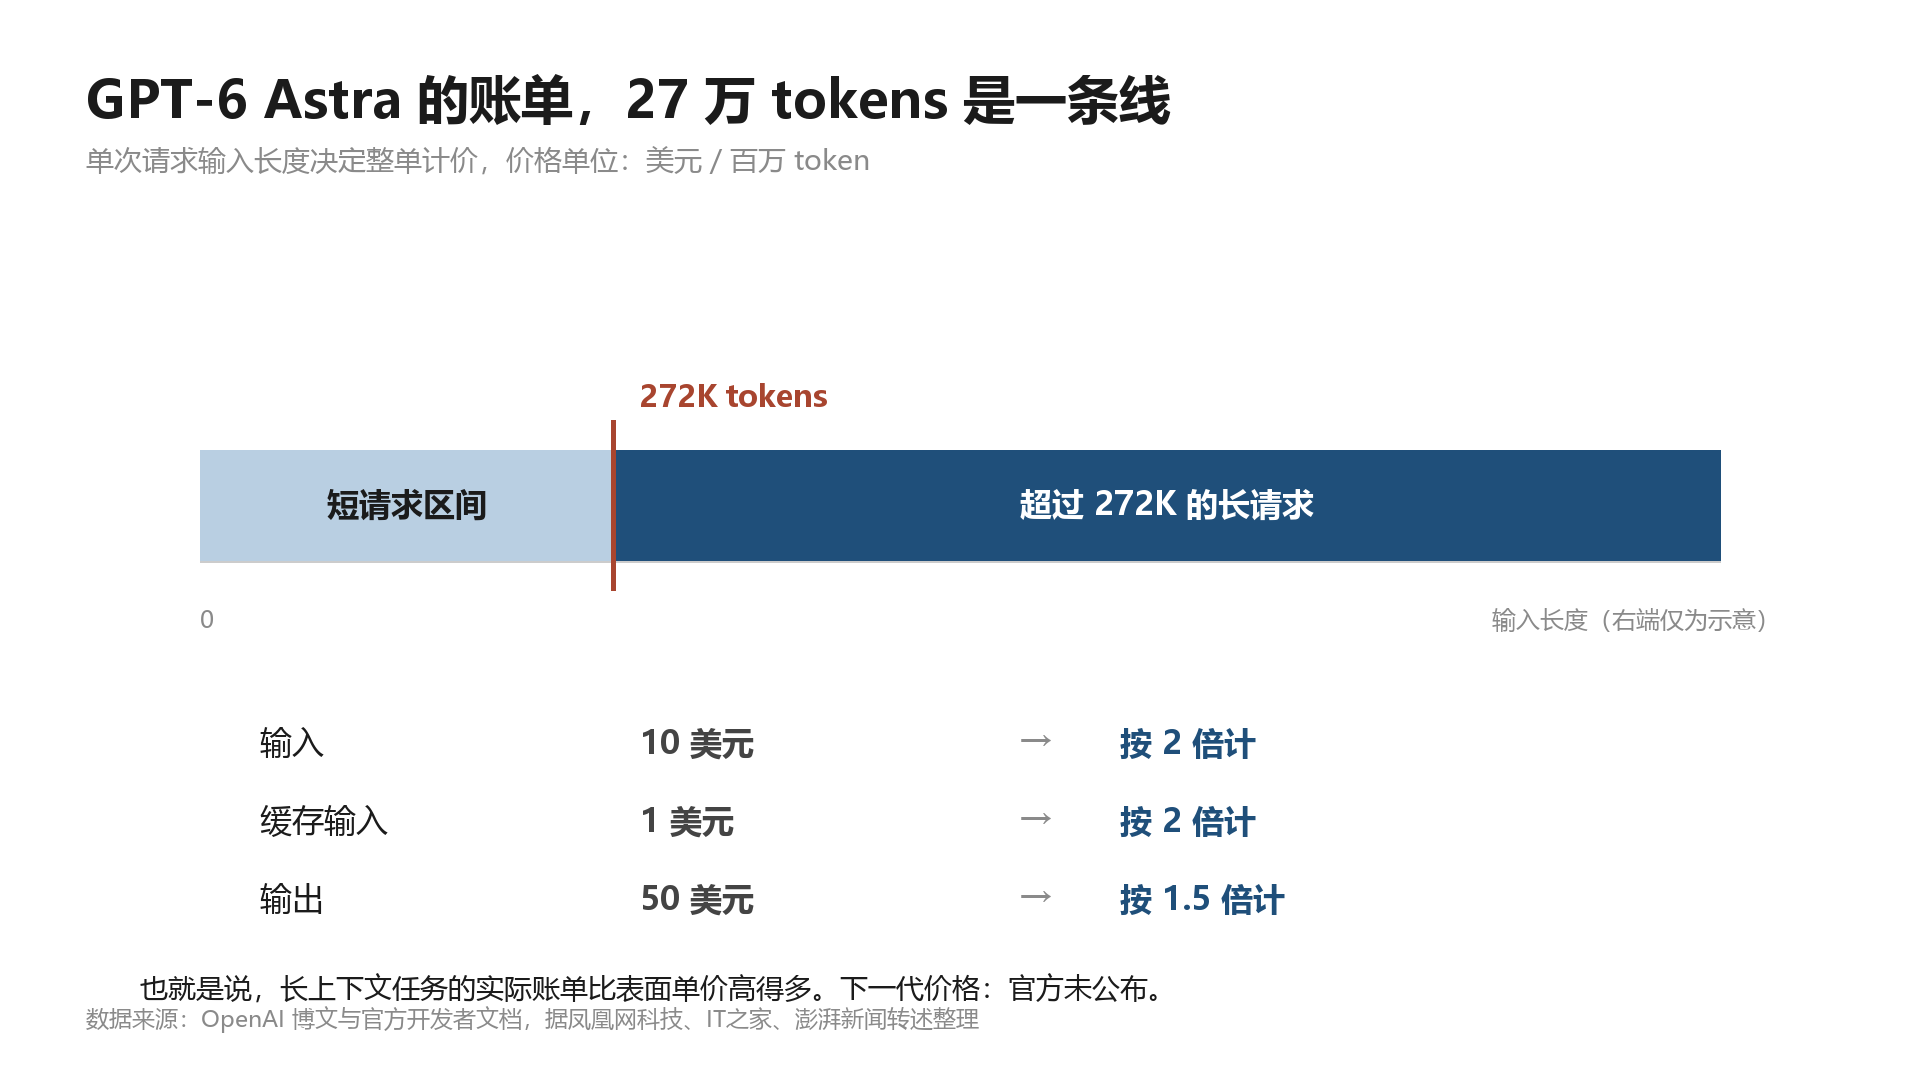 GPT-6 Astra 的账单，27 万 tokens 是一条线
单次请求输入长度决定整单计价，价格单位：美元 / 百万 token
272K tokens
短请求区间
超过 272K 的长请求
0
输入长度（右端仅为示意）
输入 10 美元 → 按 2 倍计
缓存输入 1 美元 → 按 2 倍计
输出 50 美元 → 按 1.5 倍计
也就是说，长上下文任务的实际账单比表面单价高得多。下一代价格：官方未公布。
数据来源：OpenAI 博文与官方开发者文档，据凤凰网科技、IT之家、澎湃新闻转述整理